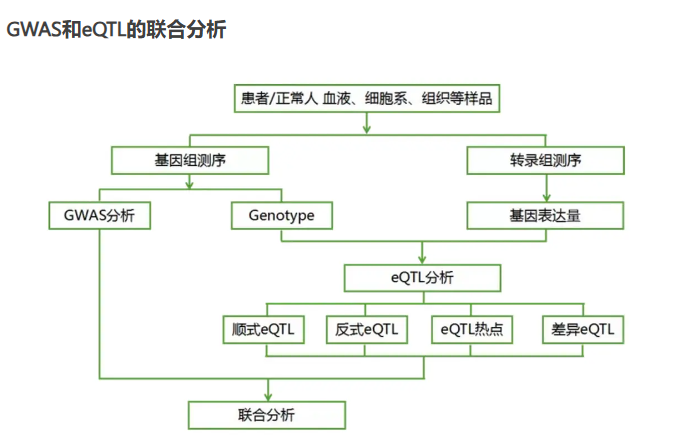 GWAS和eQTL的联合分析
患者/正常人 血液、细胞系、组织等样品
基因组测序
转录组测序
GWAS分析
Genotype
基因表达量
eQTL分析
顺式eQTL
反式eQTL
eQTL热点
差异eQTL
联合分析